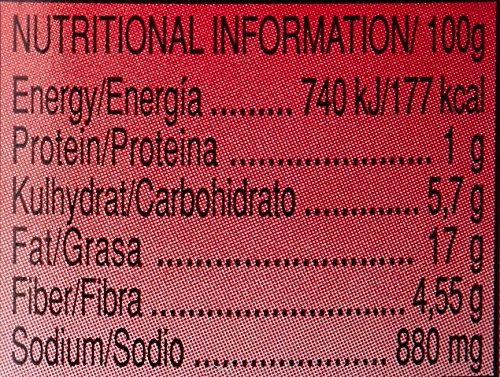 NUTRITIONAL INFORMATION/ 100g
Energy/Energía ......... 740 kJ/177 kcal
Protein/Proteina ...................... 1 g
Kulhydrat/Carbohidrato ............. 5,7 g
Fat/Grasa ............................ 17 g
Fiber/Fibra ............................ 4,55 g
Sodium/Sodio ..................... 880 mg